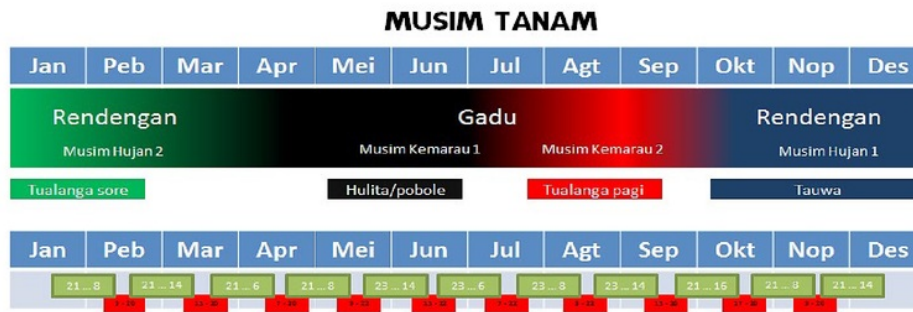 MUSIM TANAM
Jan Peb Mar Apr Mei Jun Jul Agt Sep Okt Nop Des
Rendengan Gadu Rendengan
Musim Hujan 2 Musim Kemarau 1 Musim Kemarau 2 Musim Hujan 1
Tualanga sore Hulita/pobole Tualanga pagi Tauwa
Jan Peb Mar Apr Mei Jun Jul Agt Sep Okt Nop Des
21 ... 8 21 ... 14 21 ... 6 21 ... 8 23 ... 14 23 ... 6 23 ... 8 23 ... 14 21 ... 16 21 ... 8 21 ... 14